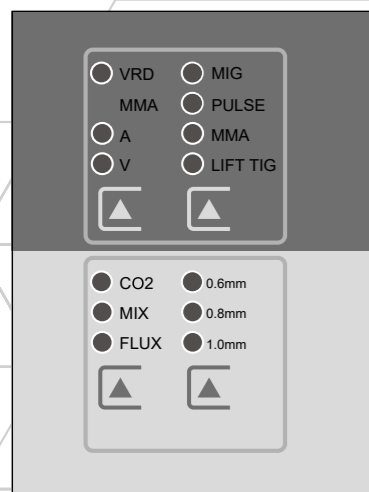 VRD MIG
MMA PULSE
A MMA
V LIFT TIG
CO2 0.6mm
MIX 0.8mm
FLUX 1.0mm